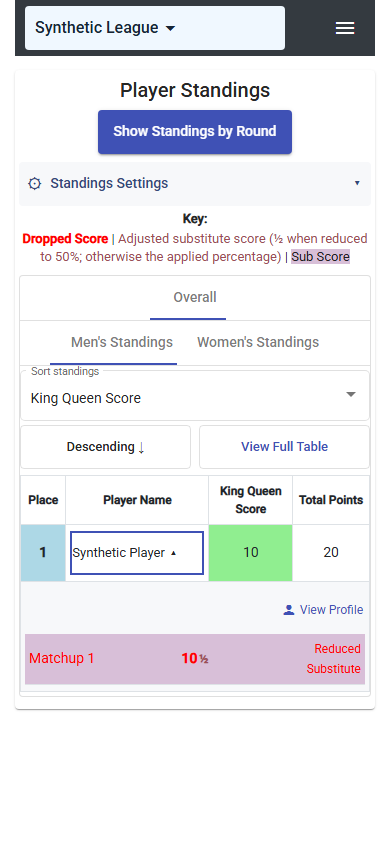 Synthetic League
Player Standings
Show Standings by Round
Standings Settings
Key:
Dropped Score | Adjusted substitute score (½ when reduced
to 50%; otherwise the applied percentage) | Sub Score
Overall
Men's Standings Women's Standings
Sort standings
King Queen Score
Descending↓ View Full Table
Place Player Name King Queen Score Total Points
1 Synthetic Player ▲ 10 20
View Profile
Matchup 1 10 ½ Reduced Substitute